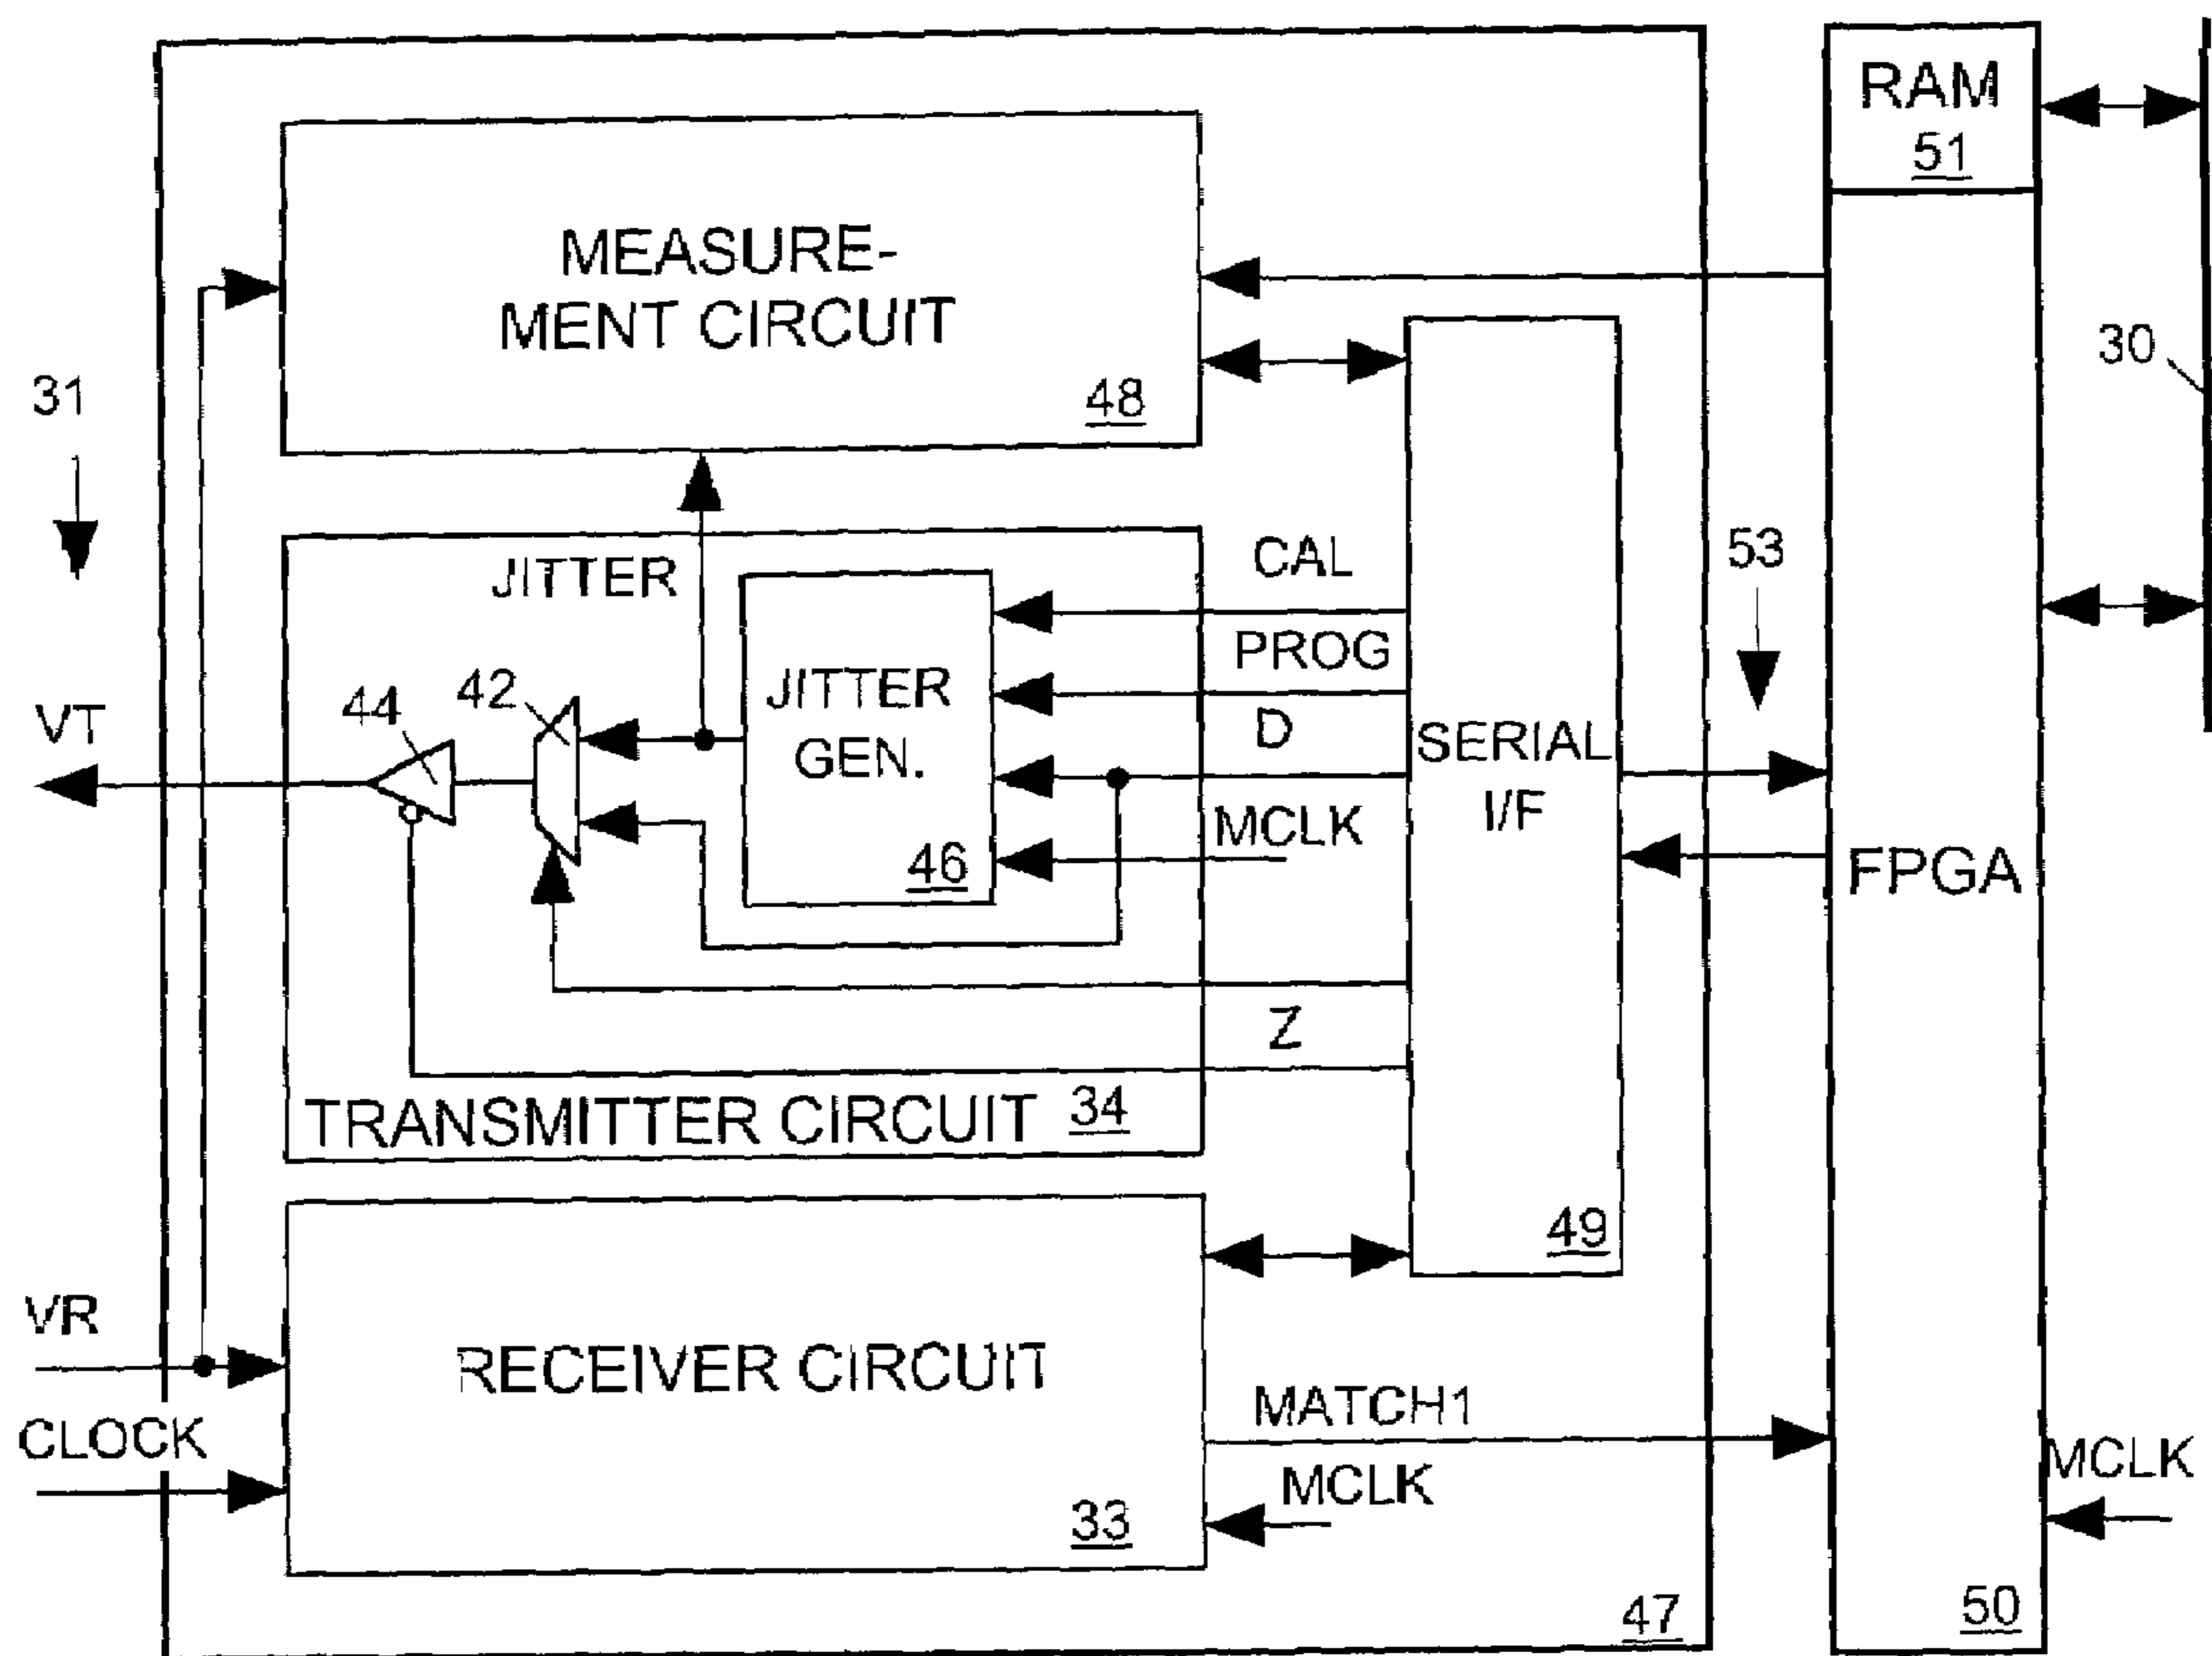 RAM
51
MEASURE-
MENT CIRCUIT
48
30
31
JITTER
CAL
PROG
D
MCLK
JITTER
GEN.
46
42
44
VT
SERIAL
I/F
49
53
FPGA
Z
TRANSMITTER CIRCUIT 34
VR
CLOCK
RECEIVER CIRCUIT
33
MATCH1
MCLK
MCLK
47
50